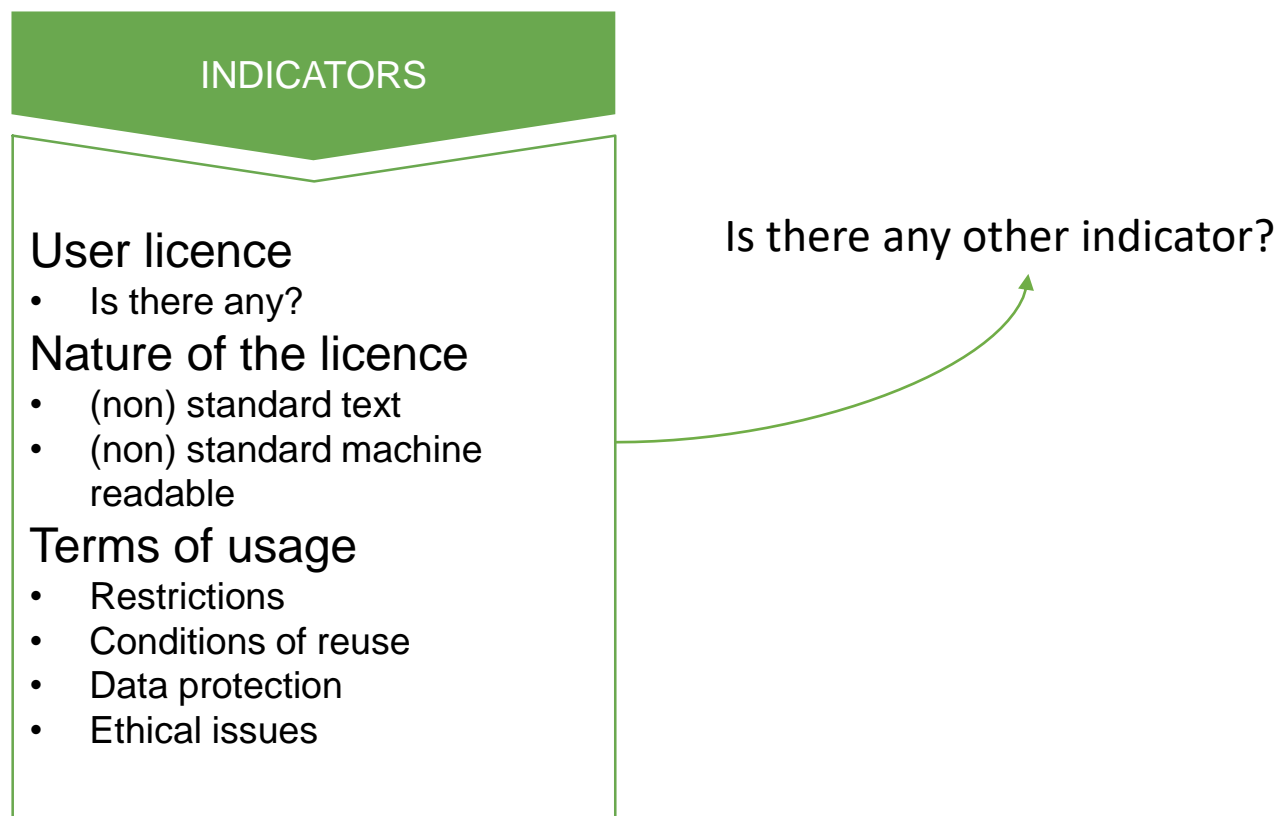 INDICATORS
User licence
• Is there any?
Nature of the licence
• (non) standard text
• (non) standard machine
readable
Terms of usage
• Restrictions
• Conditions of reuse
• Data protection
• Ethical issues
Is there any other indicator?